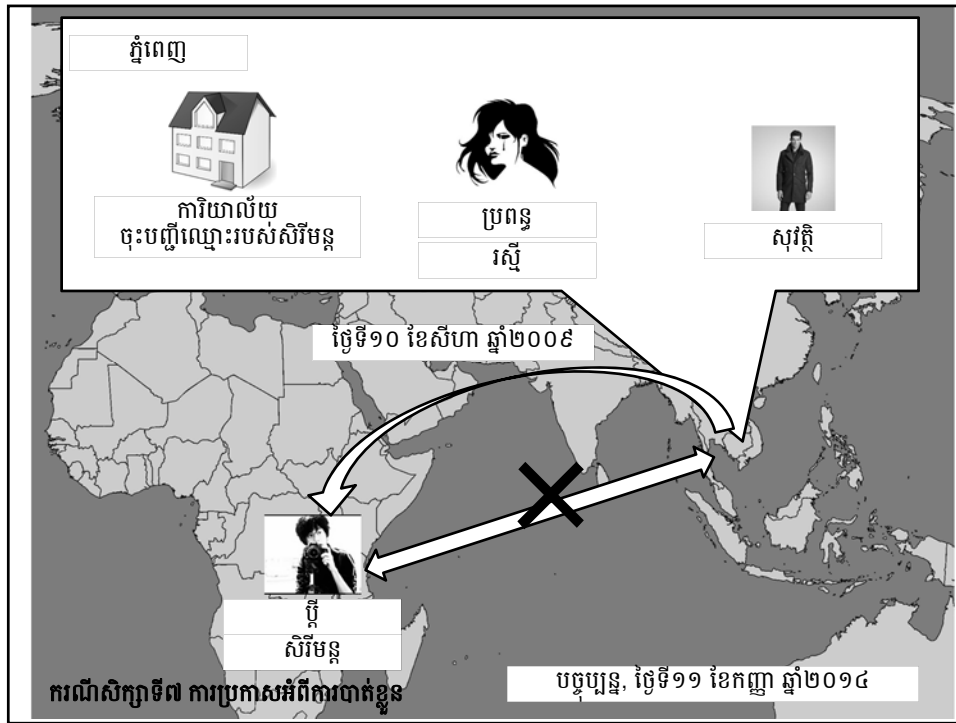 ភ្នំពេញ
ការិយាល័យ
ចុះបញ្ជីឈ្មោះរបស់សិរីមន្ត
ប្រពន្ធ
រស្មី
សុវត្ថិ
ថ្ងៃទី១០ ខែសីហា ឆ្នាំ២០០៩
ប្តី
សិរីមន្ត
ករណីសិក្សាទី៧ ការប្រកាសអំពីការបាត់ខ្លួន
បច្ចុប្បន្ន, ថ្ងៃទី១១ ខែកញ្ញា ឆ្នាំ២០១៤